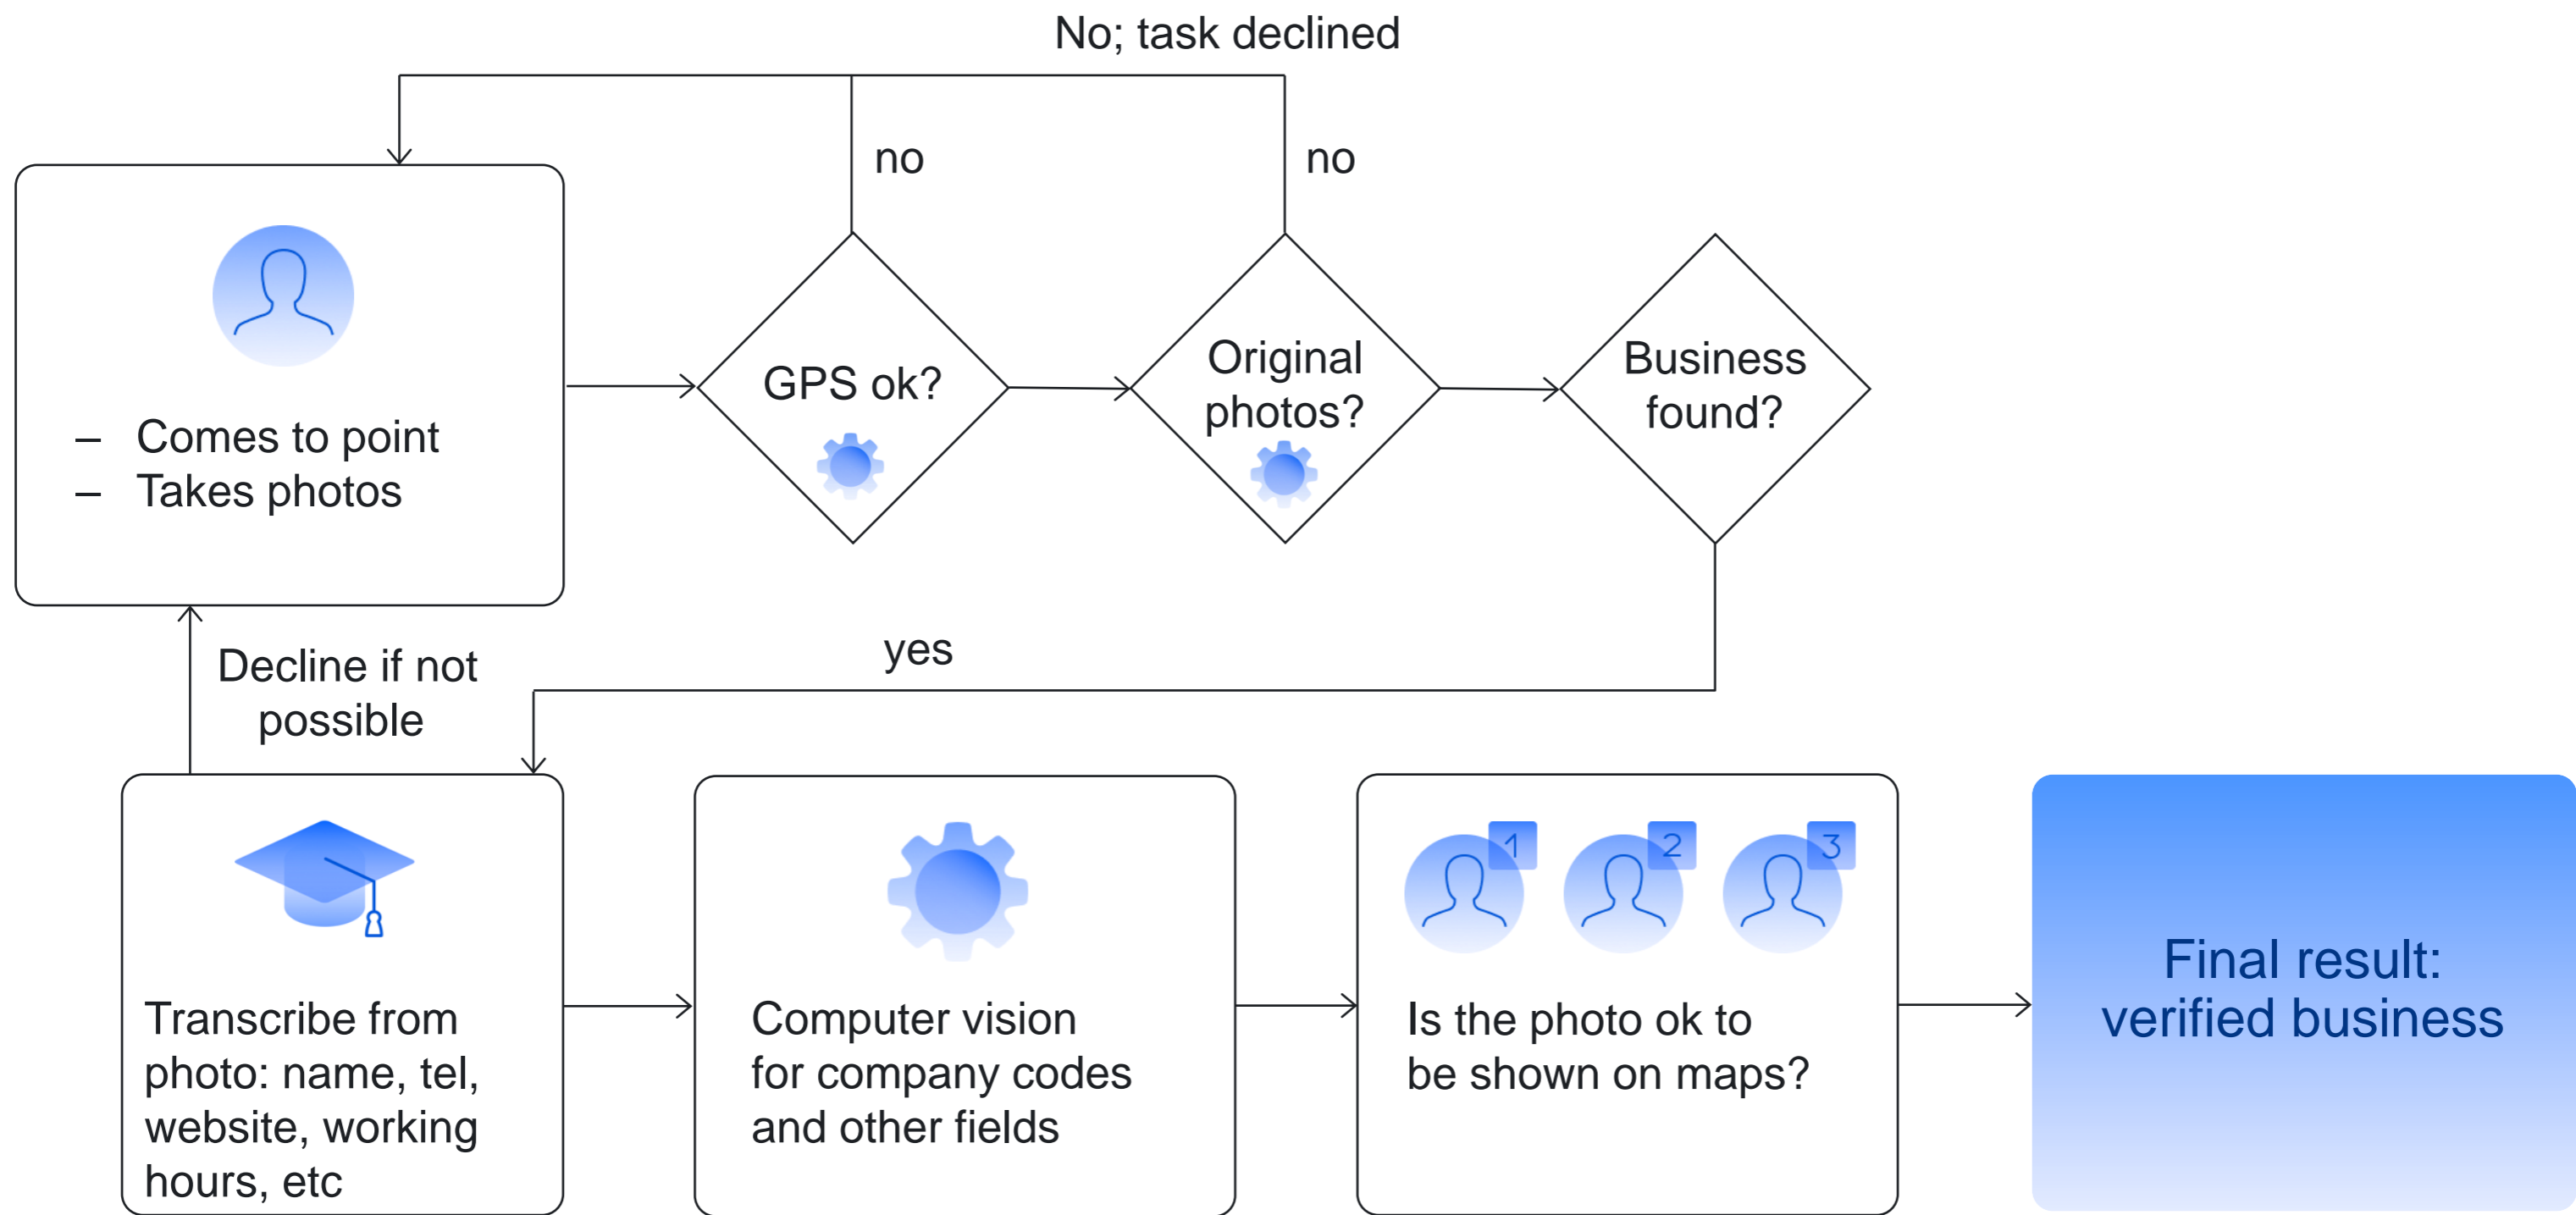 No; task declined
no
no
– Comes to point
– Takes photos
GPS ok?
Original
photos?
Business
found?
Decline if not
possible
yes
Transcribe from
photo: name, tel,
website, working
hours, etc
Computer vision
for company codes
and other fields
1
2
3
Is the photo ok to
be shown on maps?
Final result:
verified business